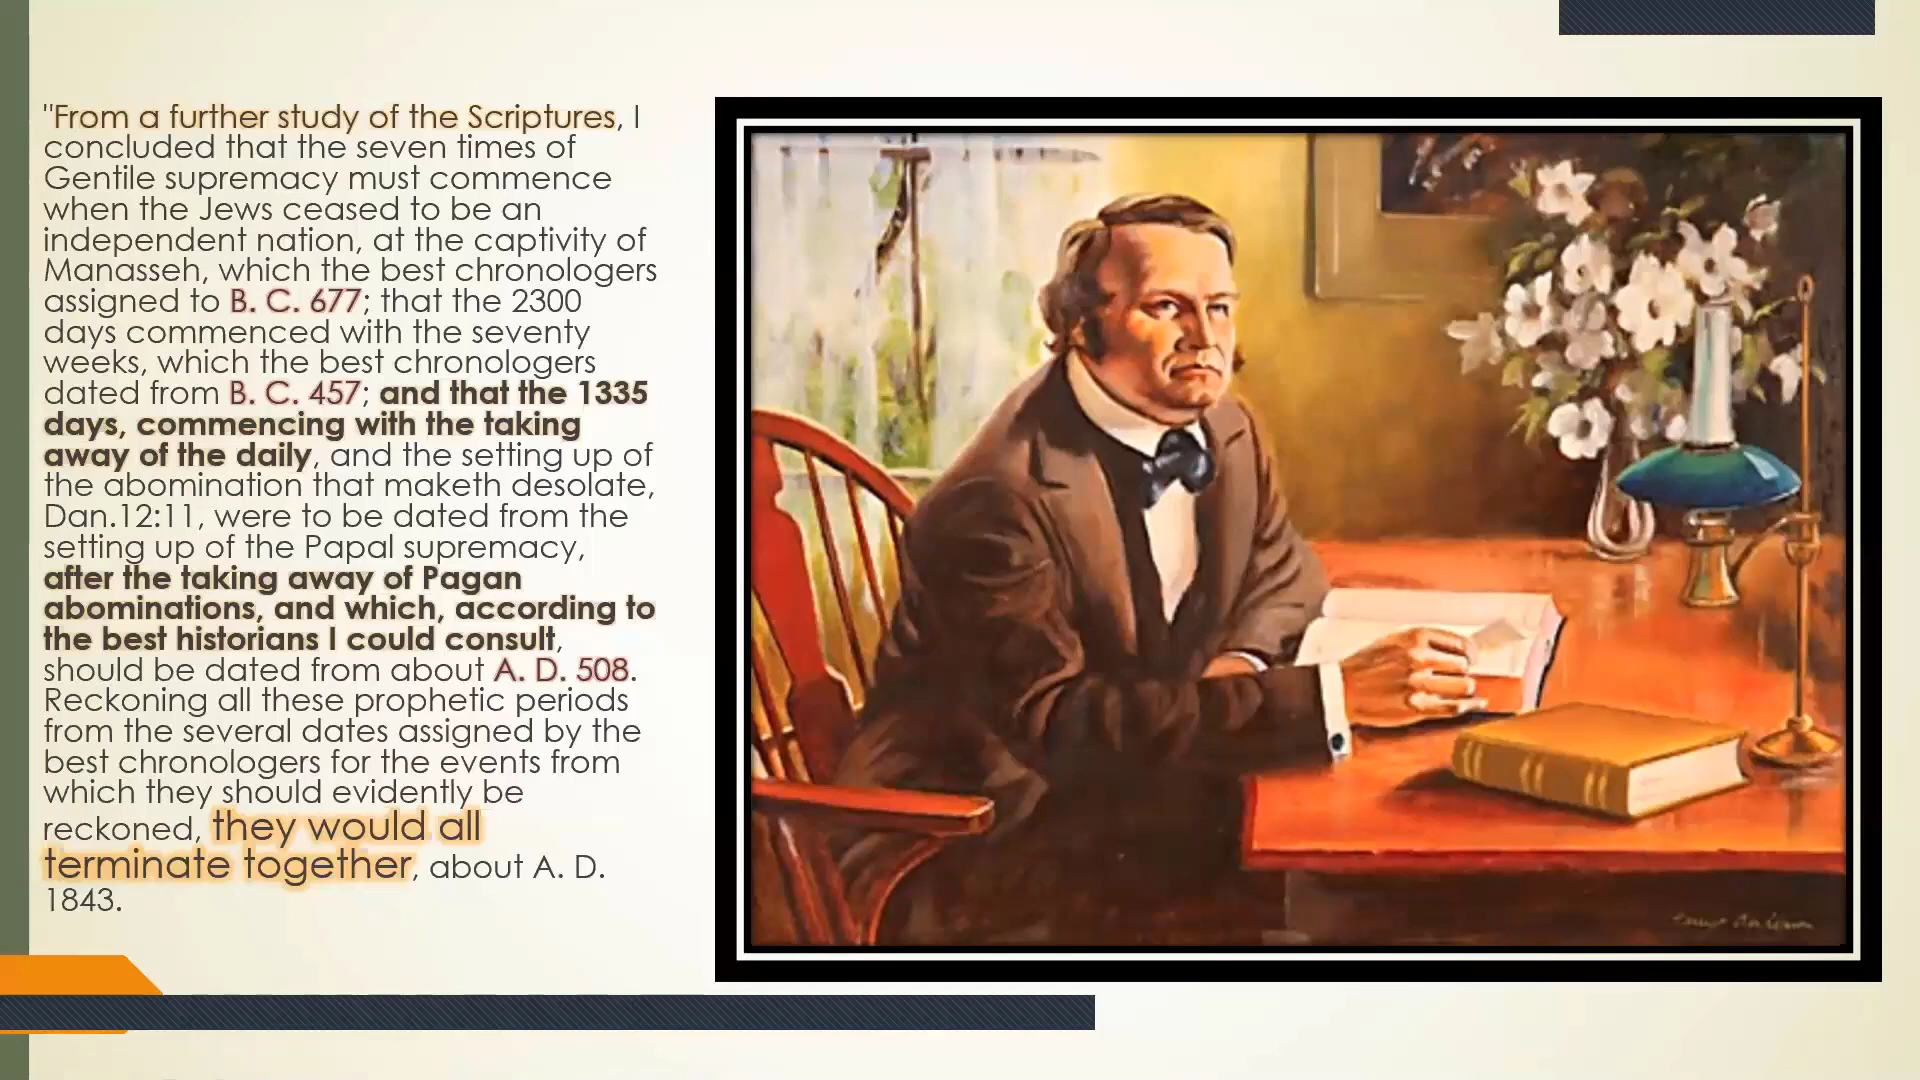 "From a further study of the Scriptures, I
concluded that the seven times of
Gentile supremacy must commence
when the Jews ceased to be an
independent nation, at the captivity of
Manasseh, which the best chronologers
assigned to B. C. 677; that the 2300
days commenced with the seventy
weeks, which the best chronologers
dated from B. C. 457; and that the 1335
days, commencing with the taking
away of the daily, and the setting up of
the abomination that maketh desolate,
Dan.12:11, were to be dated from the
setting up of the Papal supremacy,
after the taking away of Pagan
abominations, and which, according to
the best historians I could consult,
should be dated from about A. D. 508.
Reckoning all these prophetic periods
from the several dates assigned by the
best chronologers for the events from
which they should evidently be
reckoned, they would all
terminate together, about A. D.
1843.